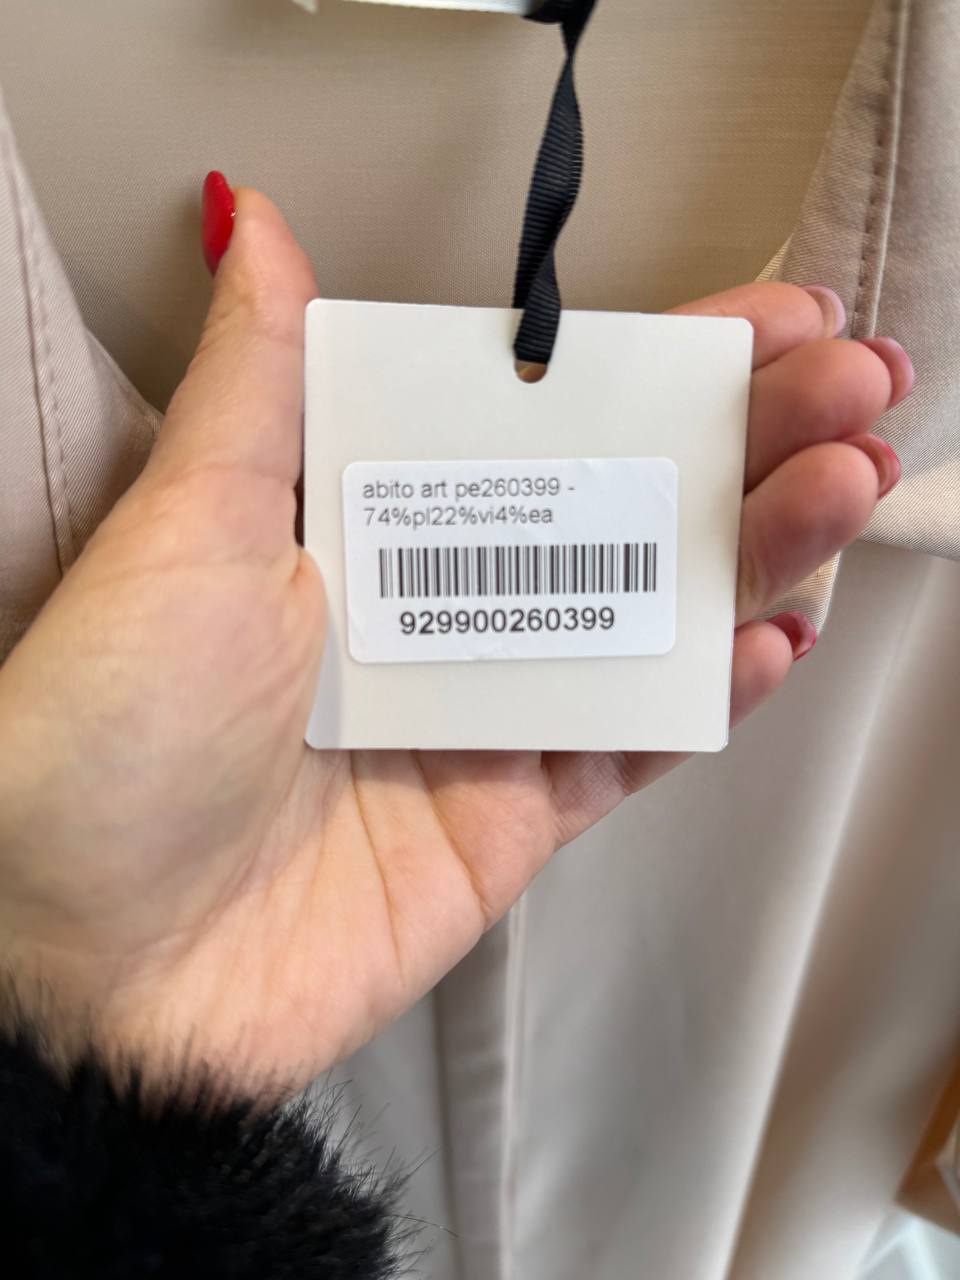 abito art pe260399 -
74%pl22%vi4%ea
929900260399